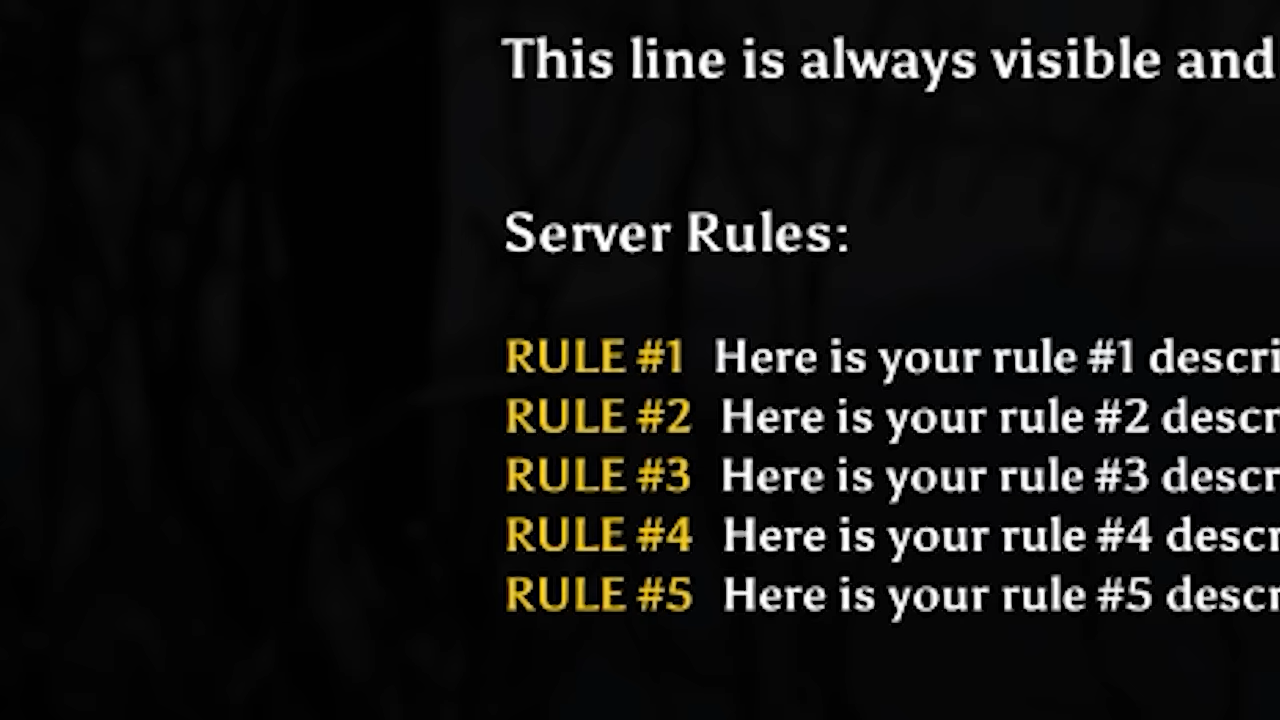 This line is always visible and
Server Rules:
RULE #1 Here is your rule #1 descri
RULE #2 Here is your rule #2 descr
RULE #3 Here is your rule #3 descr
RULE #4 Here is your rule #4 descr
RULE #5 Here is your rule #5 descr